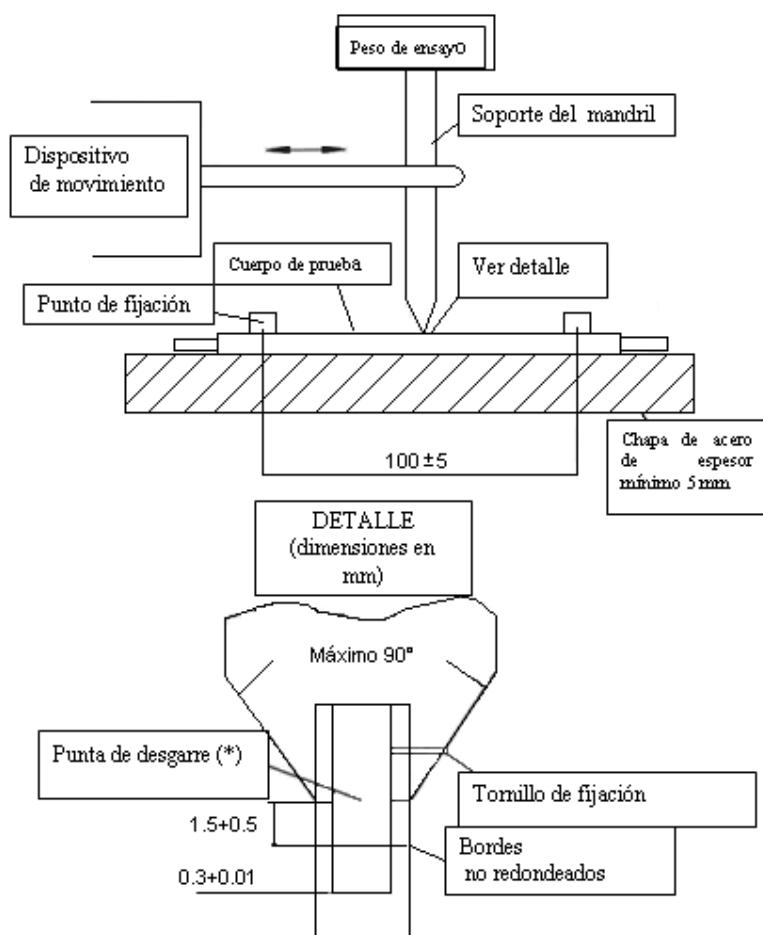 Peso de ensayo
Soporte del mandril
Dispositivo
de movimiento
Cuerpo de prueba
Ver detalle
Punto de fijación
100±5
Chapa de acero
de espesor
mínimo 5 mm
DETALLE
(dimensiones en
mm)
Máximo 90°
Punta de desgarre (*)
Tornillo de fijación
1.5+0.5
Bordes
no redondeados
0.3+0.01